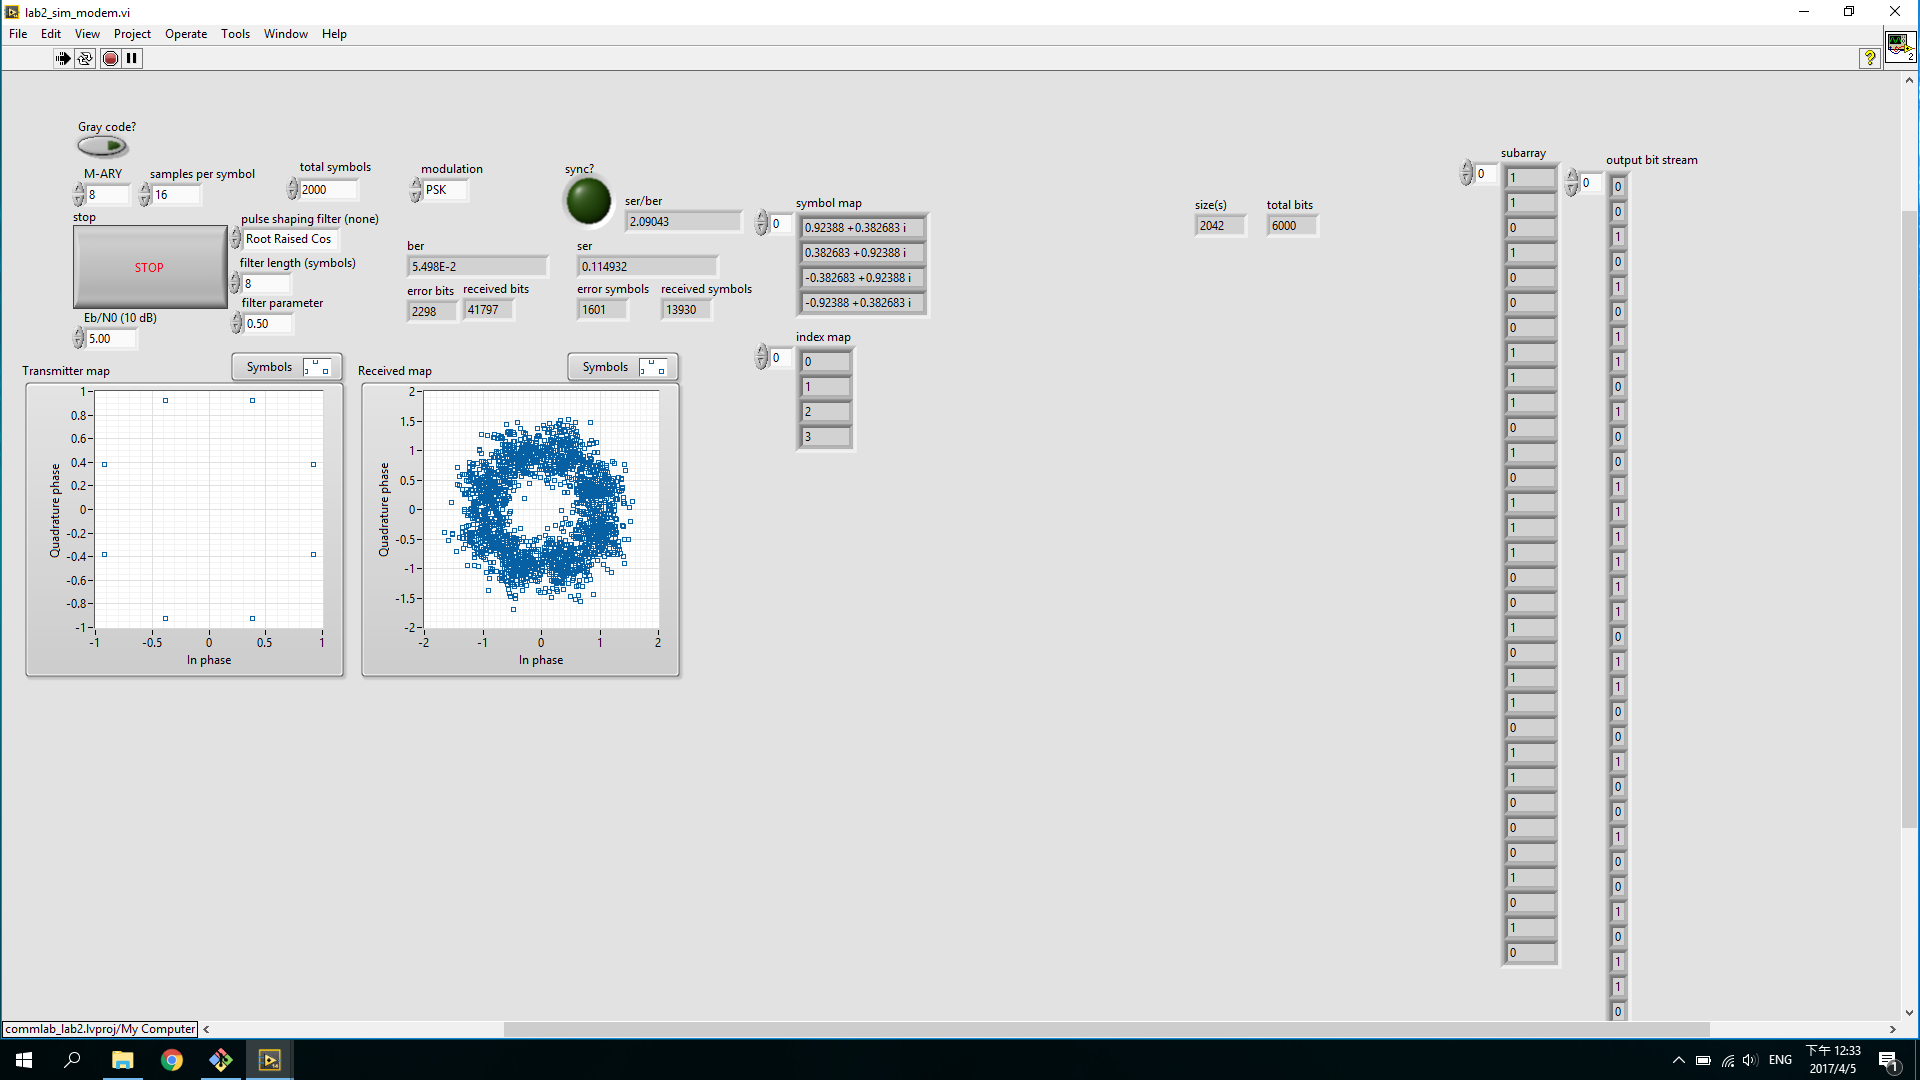 lab2_sim_modem.vi
File Edit View Project Operate Tools Window Help
2
Gray code?
M-ARY
8
samples per symbol
16
total symbols
2000
modulation
PSK
sync?
ser/ber
2.09043
stop
STOP
pulse shaping filter (none)
Root Raised Cos
filter length (symbols)
8
filter parameter
0.50
Eb/N0 (10 dB)
5.00
ber
5.498E-2
ser
0.114932
error bits
2298
received bits
41797
error symbols
1601
received symbols
13930
symbol map
0
0.92388 +0.382683 i
0.382683 +0.92388 i
-0.382683 +0.92388 i
-0.92388 +0.382683 i
index map
0
0
1
2
3
size(s)
2042
total bits
6000
Transmitter map
Symbols
Quadrature phase
1
0.8
0.6
0.4
0.2
0
-0.2
-0.4
-0.6
-0.8
-1
-1 -0.5 0 0.5 1
In phase
Received map
Symbols
Quadrature phase
2
1.5
1
0.5
0
-0.5
-1
-1.5
-2
-2 -1 0 1 2
In phase
subarray
0
1
1
0
1
0
0
0
1
1
1
0
1
0
1
1
1
0
0
1
0
1
1
0
1
1
0
0
0
1
0
1
0
output bit stream
0
0
0
1
0
1
0
1
1
0
1
0
0
1
1
1
1
1
1
0
1
1
0
0
1
0
0
1
0
0
1
0
1
1
0
commlab_lab2.lvproj/My Computer
ENG
下午 12:33
2017/4/5
1